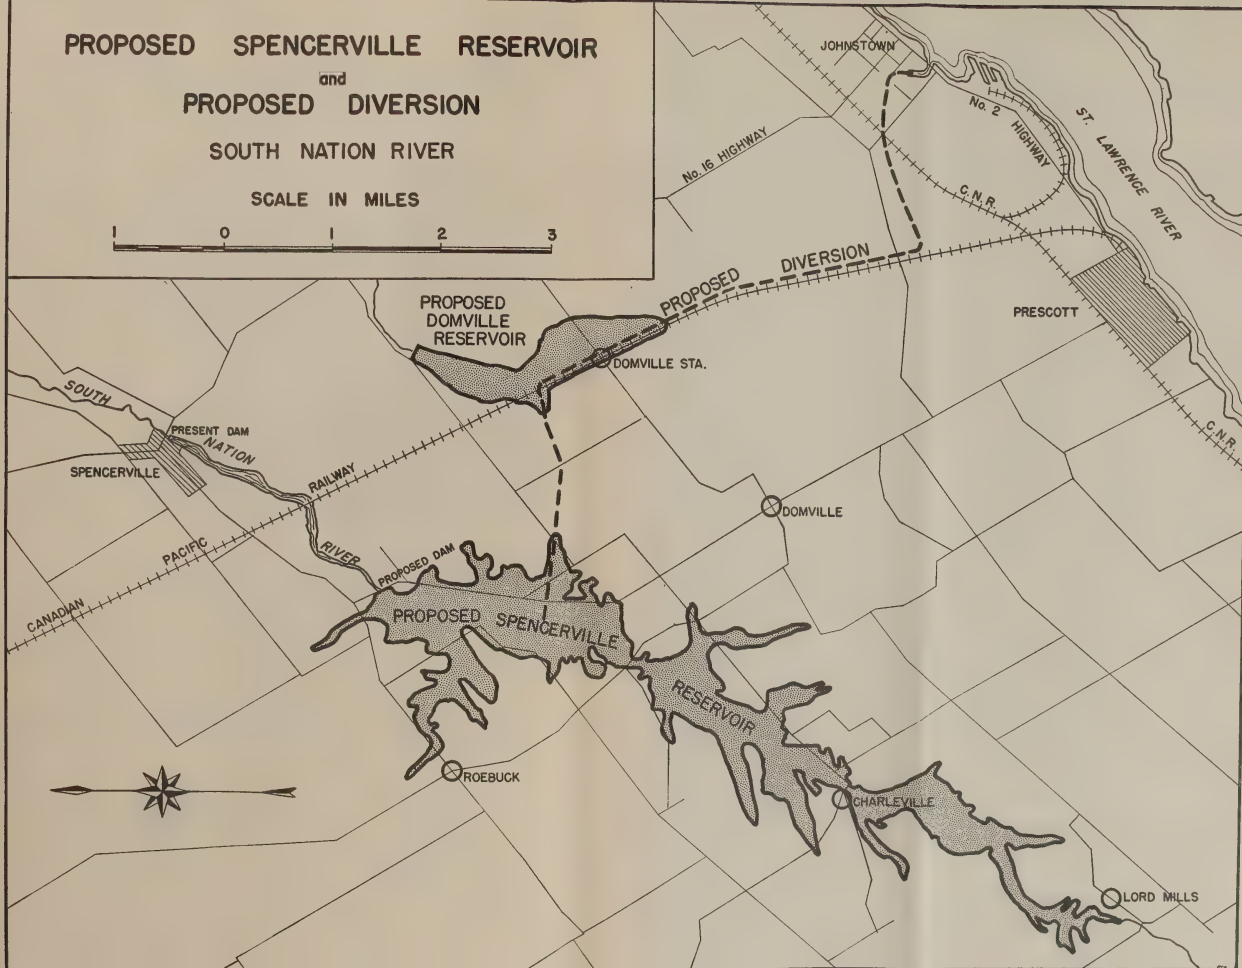 PROPOSED SPENCERVILLE RESERVOIR
and
PROPOSED DIVERSION
SOUTH NATION RIVER
SCALE IN MILES
1 0 1 2 3
JOHNSTOWN
No. 2 HIGHWAY
ST. LAWRENCE RIVER
No. 16 HIGHWAY
C.N.R.
PROPOSED DIVERSION
PRESCOTT
PROPOSED
DOMVILLE
RESERVOIR
DOMVILLE STA.
SOUTH NATION RIVER
PRESENT DAM
SPENCERVILLE
C.N.R.
CANADIAN PACIFIC RAILWAY
DOMVILLE
PROPOSED DAM
PROPOSED SPENCERVILLE RESERVOIR
ROEBUCK
CHARLEVILLE
LORD MILLS